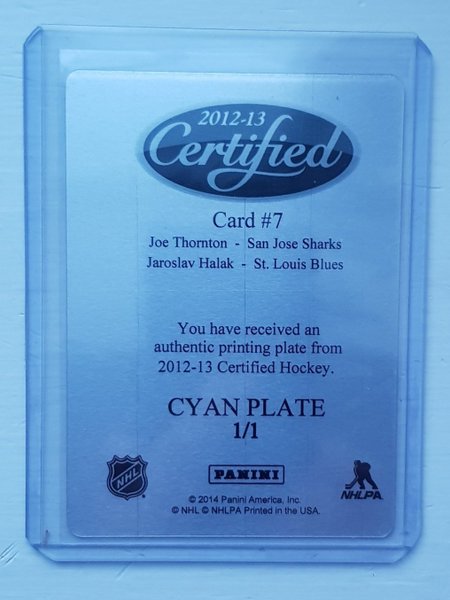 2012-13
Certified
Card #7
Joe Thornton - San Jose Sharks
Jaroslav Halak - St. Louis Blues
You have received an
authentic printing plate from
2012-13 Certified Hockey.
CYAN PLATE
1/1
NHL
PANINI
NHLPA
© 2014 Panini America, Inc.
© NHL © NHLPA Printed in the USA.